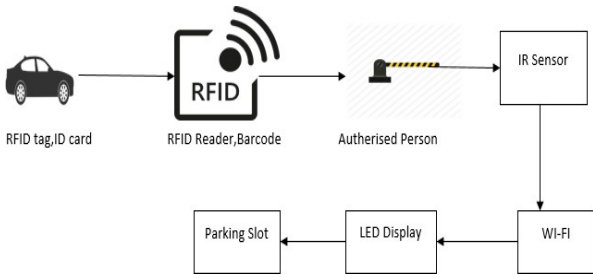 RFID
IR Sensor
RFID tag,ID card
RFID Reader,Barcode
Autherised Person
Parking Slot
LED Display
WI-FI